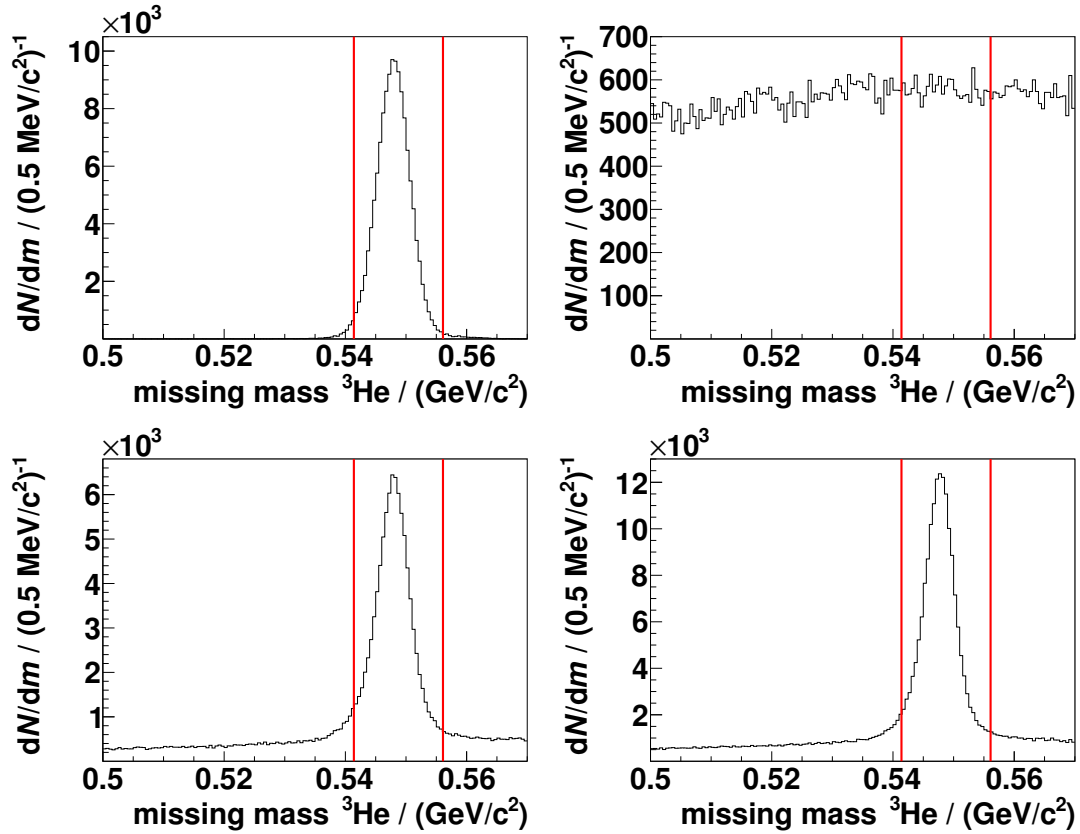 ×10³
dN/dm / (0.5 MeV/c²)⁻¹
10
8
6
4
2
0.5 0.52 0.54 0.56
missing mass ³He / (GeV/c²)
dN/dm / (0.5 MeV/c²)⁻¹
700
600
500
400
300
200
100
0.5 0.52 0.54 0.56
missing mass ³He / (GeV/c²)
×10³
dN/dm / (0.5 MeV/c²)⁻¹
6
5
4
3
2
1
0.5 0.52 0.54 0.56
missing mass ³He / (GeV/c²)
×10³
dN/dm / (0.5 MeV/c²)⁻¹
12
10
8
6
4
2
0.5 0.52 0.54 0.56
missing mass ³He / (GeV/c²)